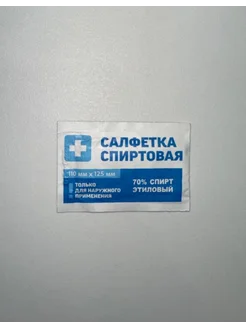 САЛФЕТКА
СПИРТОВАЯ
110 мм x 125 мм
ТОЛЬКО
ДЛЯ НАРУЖНОГО
ПРИМЕНЕНИЯ
70% СПИРТ
ЭТИЛОВЫЙ